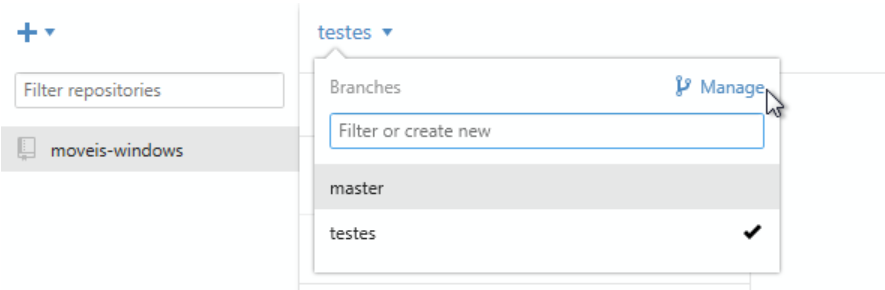 testes
Filter repositories
moveis-windows
Branches
Manage
Filter or create new
master
testes